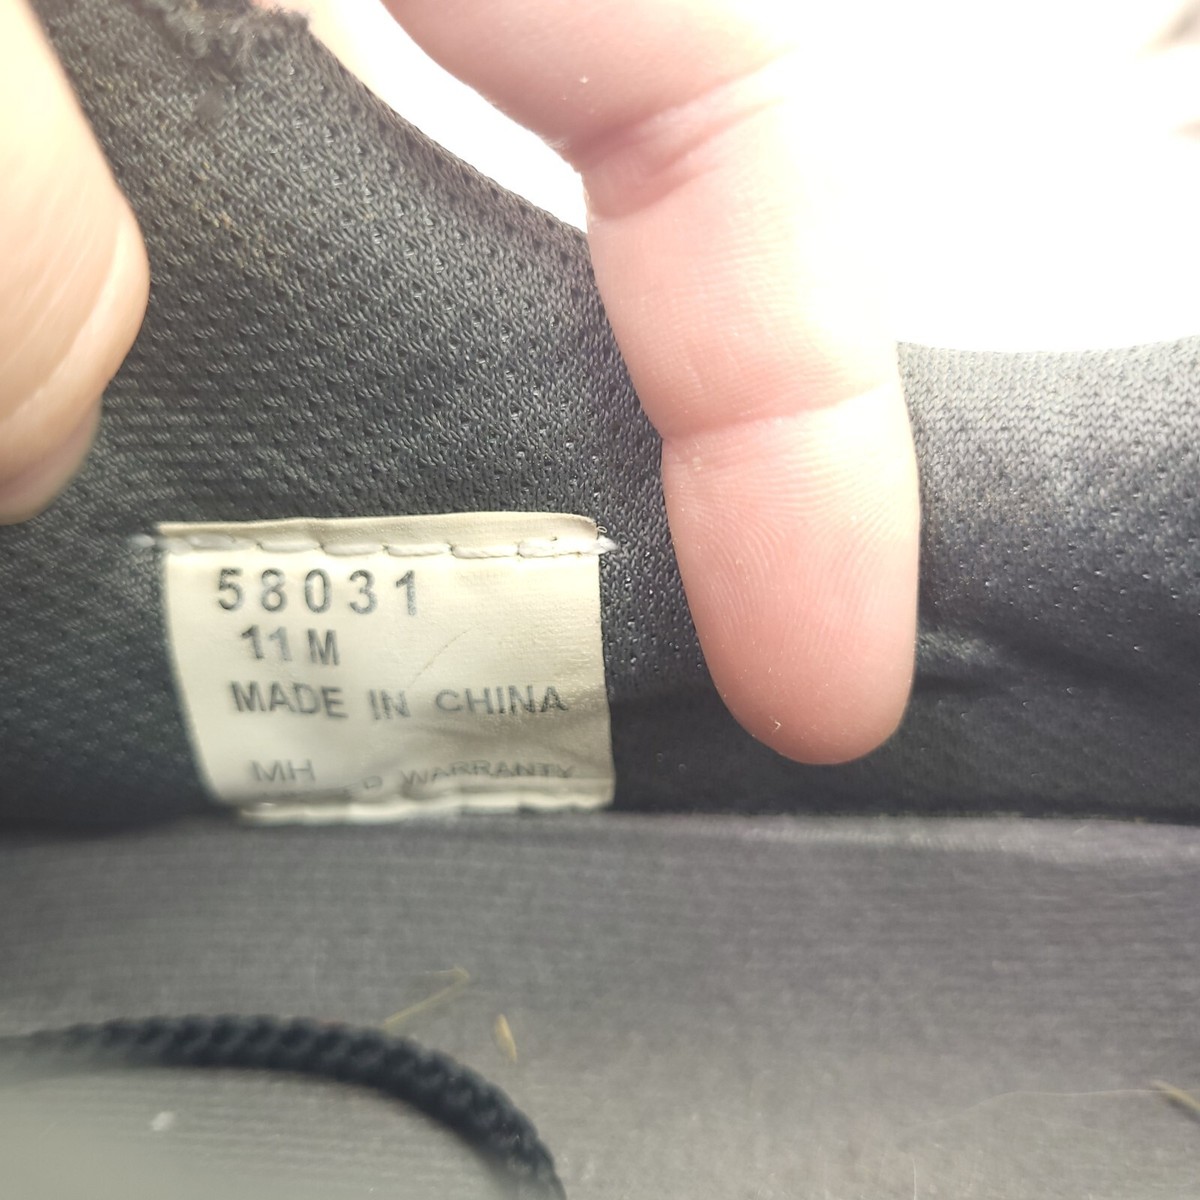 58031
11 M
MADE IN CHINA
MH
WARRANTY